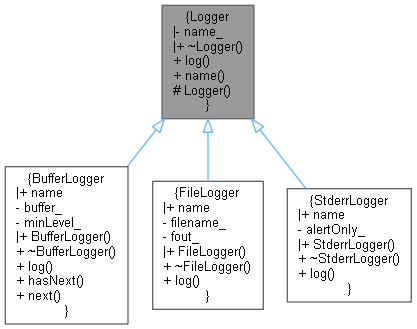 {Logger
|- name_
|+ ~Logger()
+ log()
+ name()
# Logger()
}
{BufferLogger
|+ name
- buffer_
- minLevel_
|+ BufferLogger()
+ ~BufferLogger()
+ log()
+ hasNext()
+ next()
}
{FileLogger
|+ name
- filename_
- fout_
|+ FileLogger()
+ ~FileLogger()
+ log()
}
{StderrLogger
|+ name
- alertOnly_
|+ StderrLogger()
+ ~StderrLogger()
+ log()
}